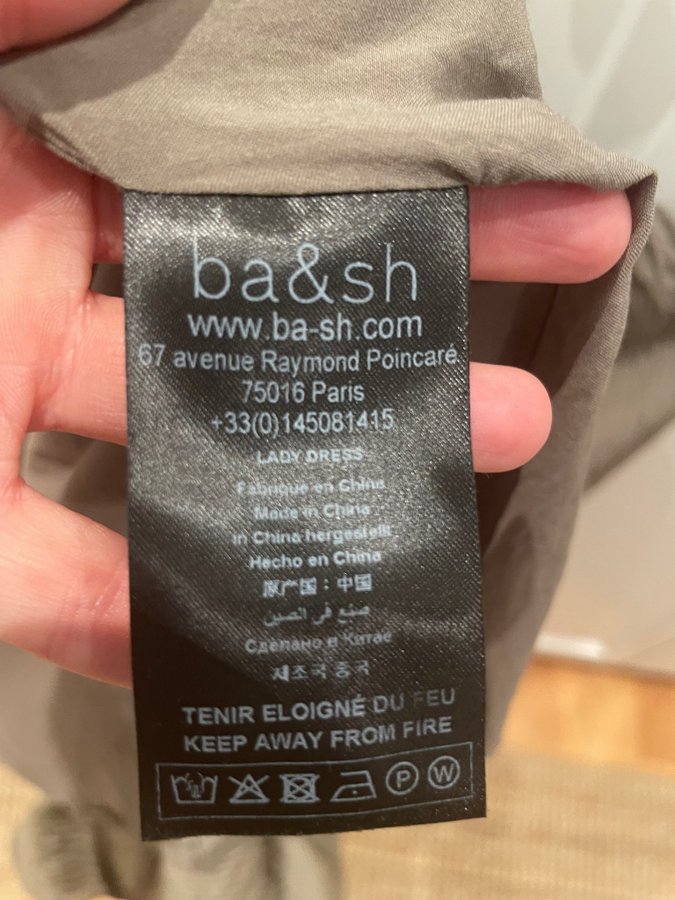 ba&sh
www.ba-sh.com
67 avenue Raymond Poincaré
75016 Paris
+33(0)145081415
LADY DRESS
Fabriqué en Chine
Made in China
in China hergestellt
Hecho en China
原产国：中国
صنع في الصين
Сделано в Китае
제조국 중국
TENIR ELOIGNÉ DU FEU
KEEP AWAY FROM FIRE
P W